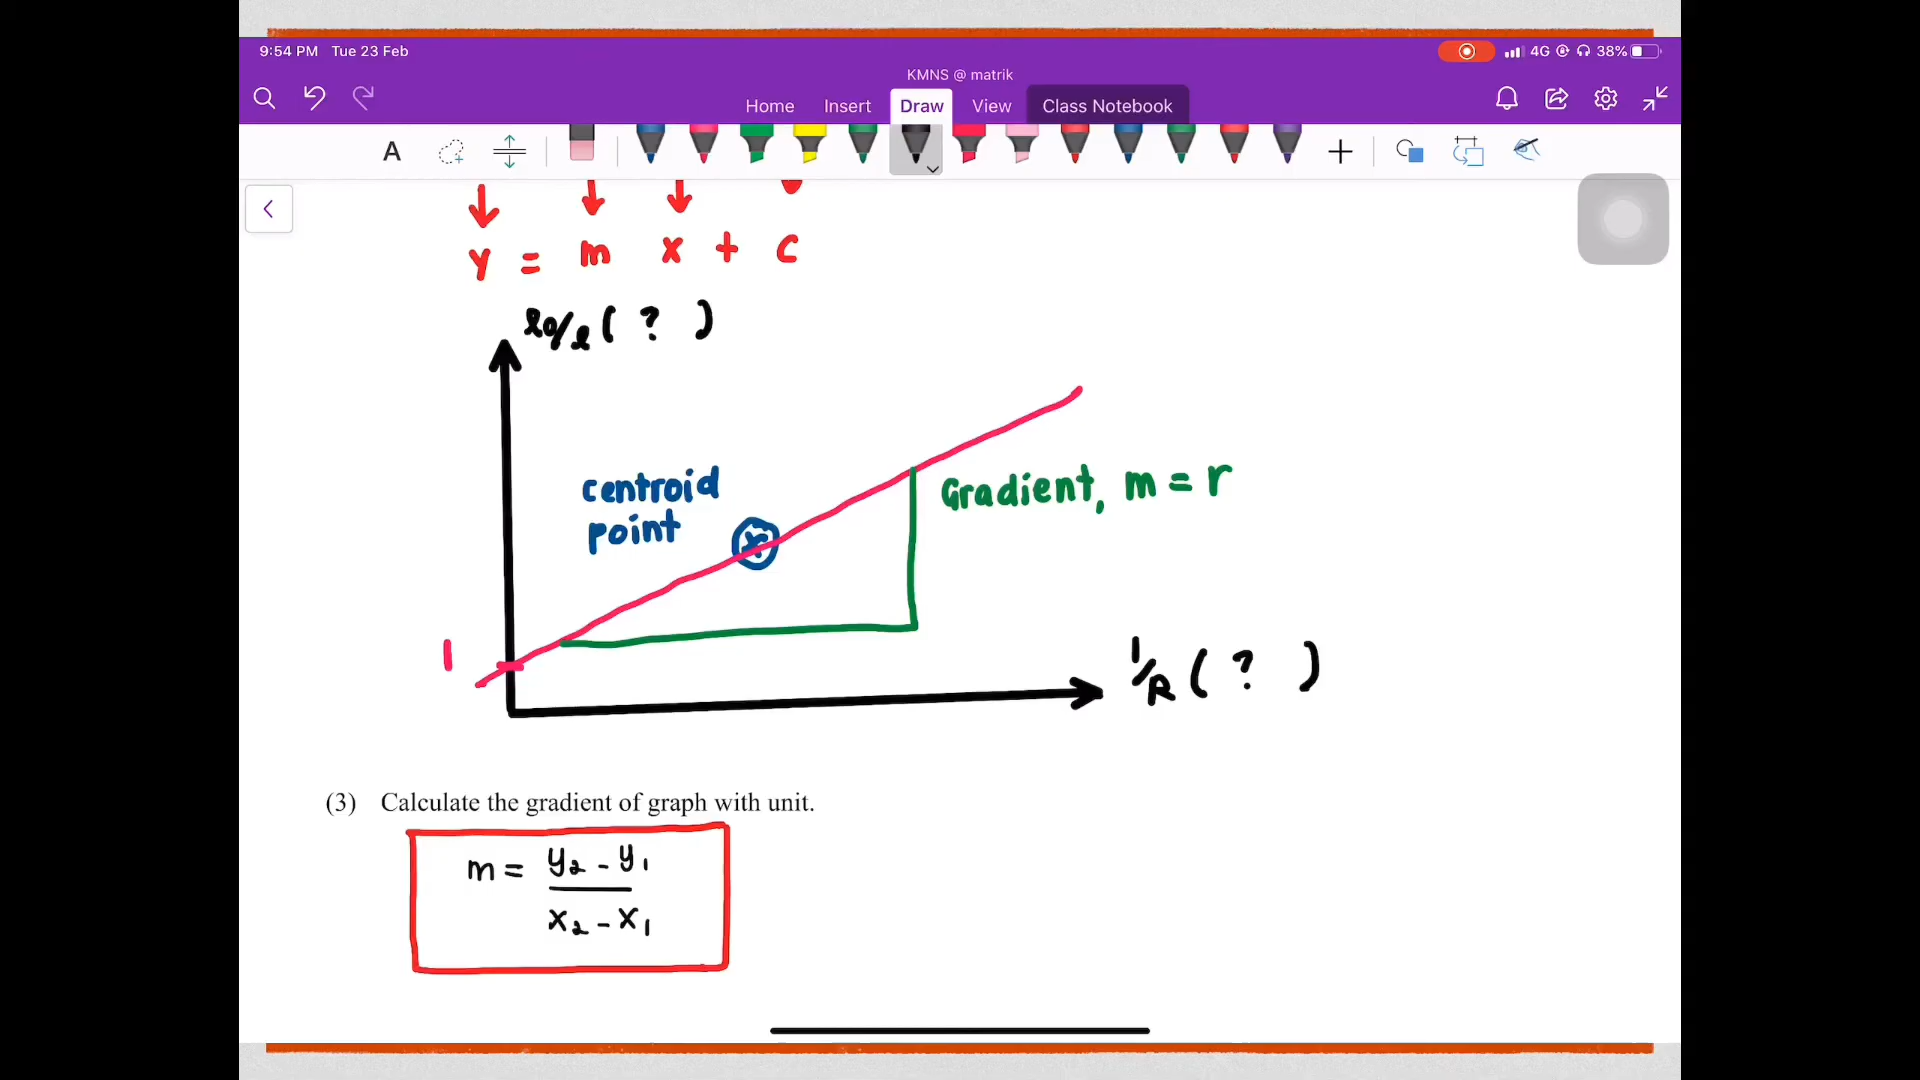 9:54 PM Tue 23 Feb
4G 38%
KMNS @ matrik
Home Insert Draw View Class Notebook
A
y = m x + c
lo/l ( ? )
centroid
point
Gradient, m = r
1
1/R ( ? )
(3) Calculate the gradient of graph with unit.
m = y2 - y1
x2 - x1